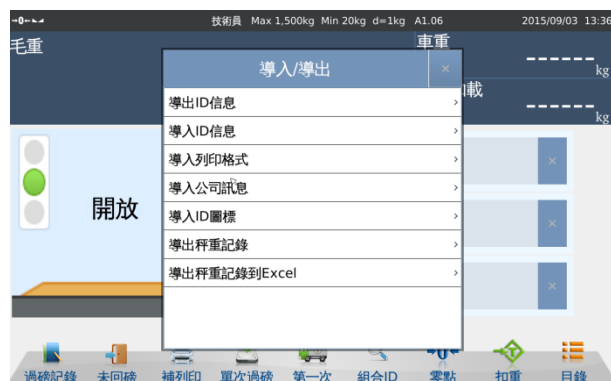 →0← 技術員 Max 1,500kg Min 20kg d=1kg A1.06 2015/09/03 13:36
毛重
車重
------kg
載
------kg
導入/導出 ×
導出ID信息 ›
導入ID信息 ›
導入列印格式 ›
導入公司訊息 ›
導入ID圖標 ›
導出秤重記錄 ›
導出秤重記錄到Excel ›
開放
×
×
×
過磅記錄 未回磅 補列印 單次過磅 第一次 組合ID 零點 扣重 目錄